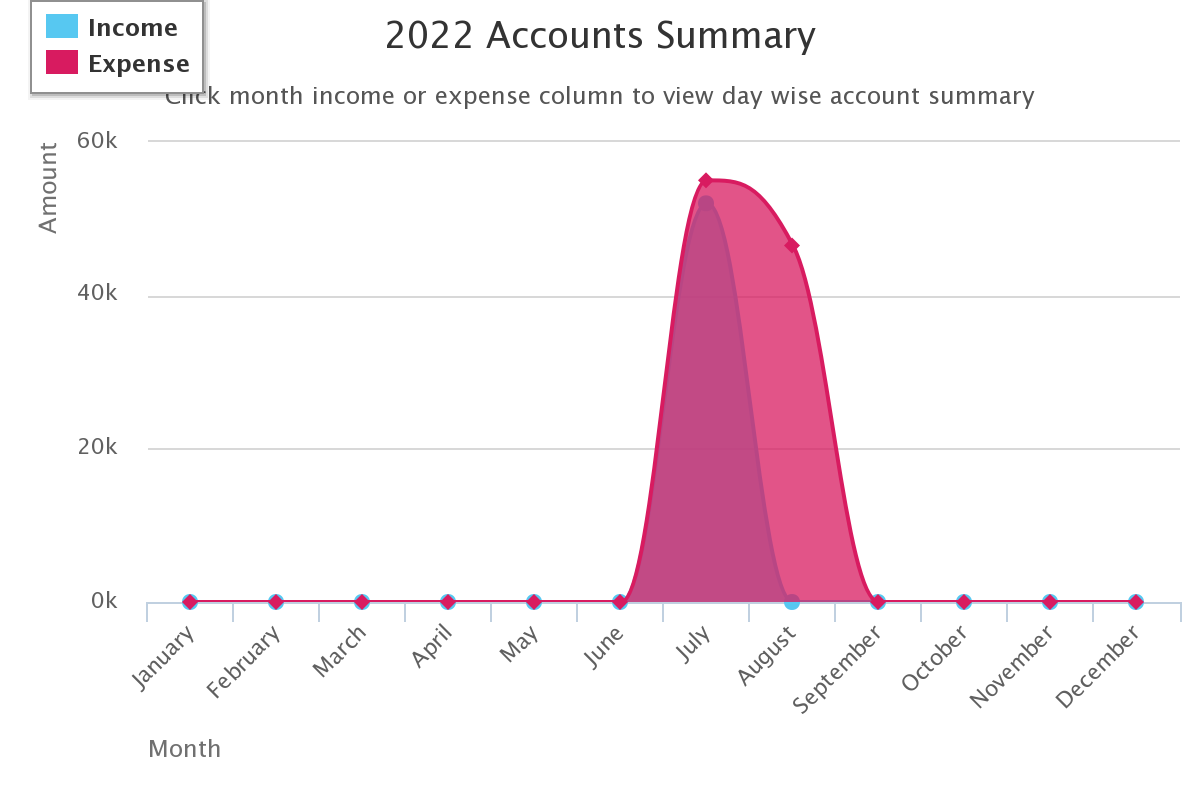 Income
Expense
2022 Accounts Summary
Click month income or expense column to view day wise account summary
Amount
60k
40k
20k
0k
January
February
March
April
May
June
July
August
September
October
November
December
Month